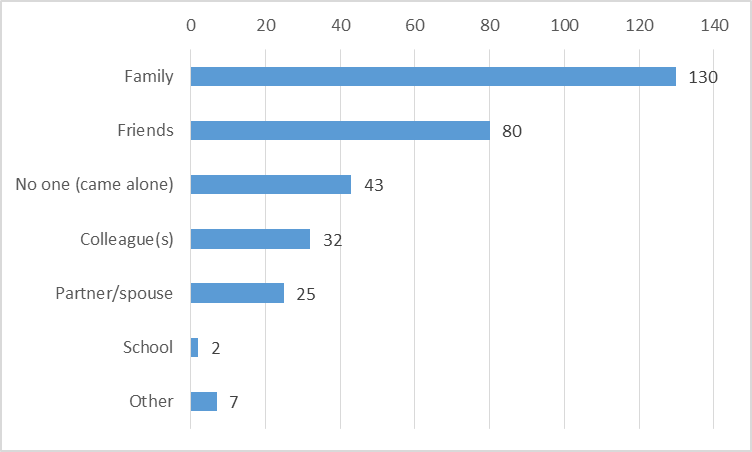 0 20 40 60 80 100 120 140
Family 130
Friends 80
No one (came alone) 43
Colleague(s) 32
Partner/spouse 25
School 2
Other 7